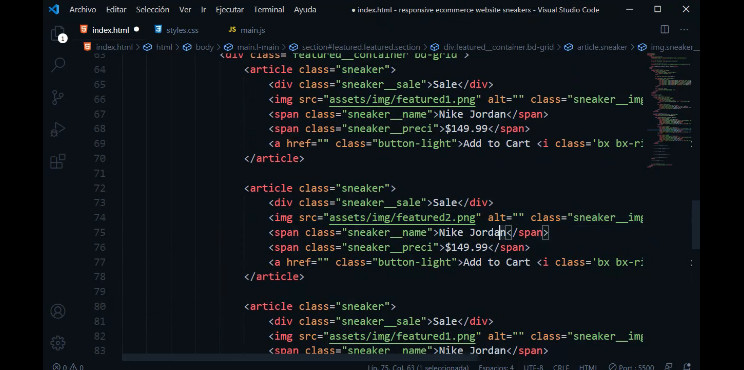 Archivo Editar Selección Ver Ir Ejecutar Terminal Ayuda ● index.html - responsive ecommerce website sneakers - Visual Studio Code
index.html styles.css JS main.js
index.html > html > body > main.l-main > section#featured.featured.section > div.featured__container.bd-grid > article.sneaker > img.sneaker__
63 <div class="featured__container bd-grid">
64 <article class="sneaker">
65 <div class="sneaker__sale">Sale</div>
66 <img src="assets/img/featured1.png" alt="" class="sneaker__img
67 <span class="sneaker__name">Nike Jordan</span>
68 <span class="sneaker__preci">$149.99</span>
69 <a href="" class="button-light">Add to Cart <i class='bx bx-ri
70 </article>
71
72 <article class="sneaker">
73 <div class="sneaker__sale">Sale</div>
74 <img src="assets/img/featured2.png" alt="" class="sneaker__img
75 <span class="sneaker__name">Nike Jordan</span>
76 <span class="sneaker__preci">$149.99</span>
77 <a href="" class="button-light">Add to Cart <i class='bx bx-ri
78 </article>
79
80 <article class="sneaker">
81 <div class="sneaker__sale">Sale</div>
82 <img src="assets/img/featured1.png" alt="" class="sneaker__img
83 <span class="sneaker__name">Nike Jordan</span>
0 0 Lín. 75, Col. 63 (1 seleccionada) Espacios: 4 UTF-8 CRLF HTML Port : 5500